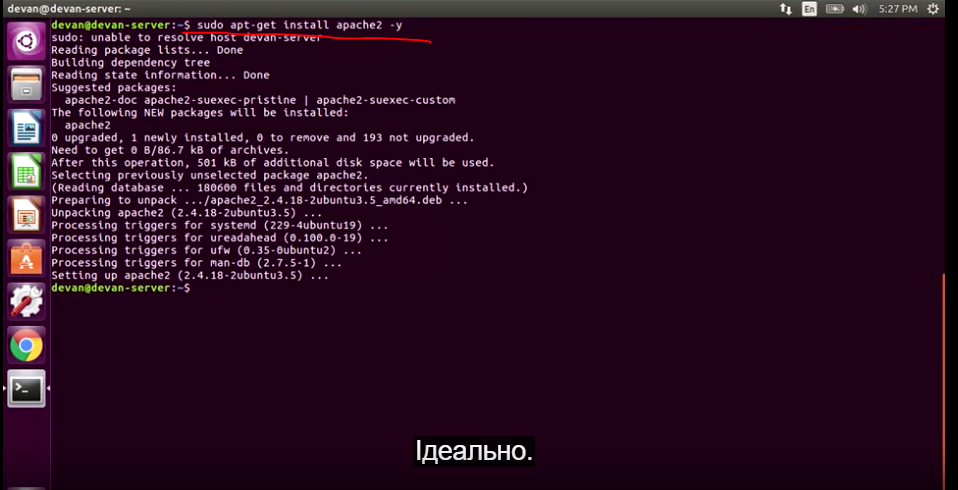 devan@devan-server: ~
En
5:27 PM
devan@devan-server:~$ sudo apt-get install apache2 -y
sudo: unable to resolve host devan-server
Reading package lists... Done
Building dependency tree
Reading state information... Done
Suggested packages:
  apache2-doc apache2-suexec-pristine | apache2-suexec-custom
The following NEW packages will be installed:
  apache2
0 upgraded, 1 newly installed, 0 to remove and 193 not upgraded.
Need to get 0 B/86.7 kB of archives.
After this operation, 501 kB of additional disk space will be used.
Selecting previously unselected package apache2.
(Reading database ... 180600 files and directories currently installed.)
Preparing to unpack .../apache2_2.4.18-2ubuntu3.5_amd64.deb ...
Unpacking apache2 (2.4.18-2ubuntu3.5) ...
Processing triggers for systemd (229-4ubuntu19) ...
Processing triggers for ureadahead (0.100.0-19) ...
Processing triggers for ufw (0.35-0ubuntu2) ...
Processing triggers for man-db (2.7.5-1) ...
Setting up apache2 (2.4.18-2ubuntu3.5) ...
devan@devan-server:~$
Ідеально.